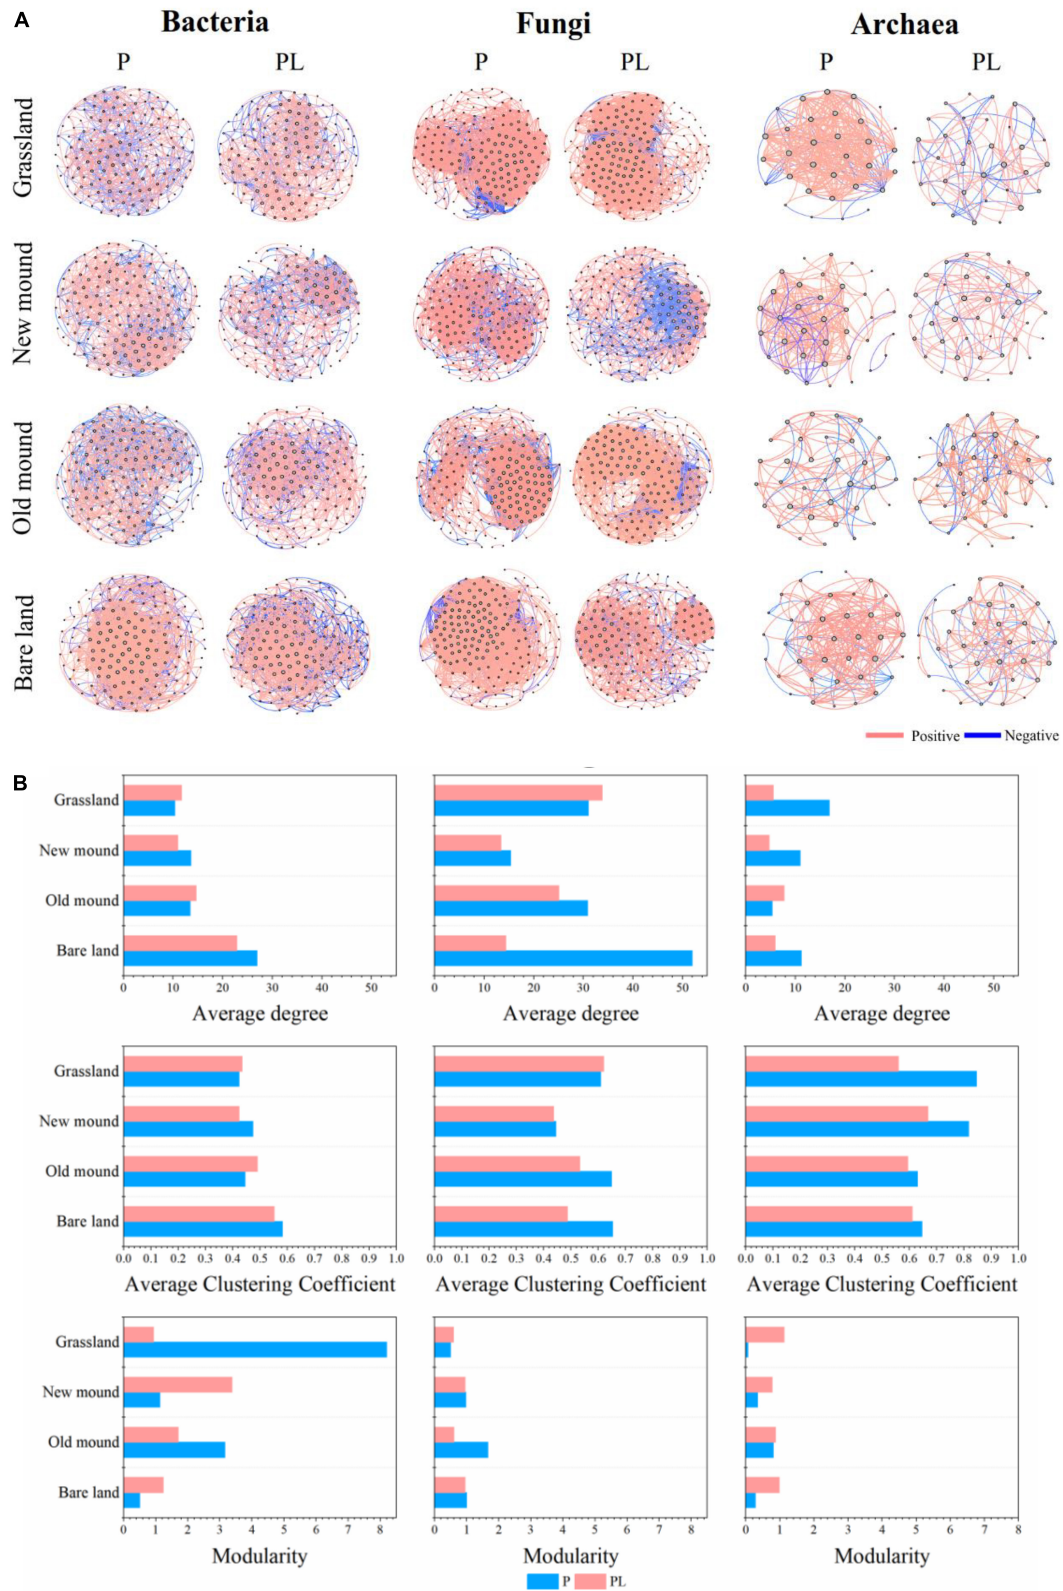 A
Bacteria Fungi Archaea
P PL P PL P PL
Grassland
New mound
Old mound
Bare land
Positive Negative
B
Grassland
New mound
Old mound
Bare land
0 10 20 30 40 50 0 10 20 30 40 50 0 10 20 30 40 50
Average degree Average degree Average degree
Grassland
New mound
Old mound
Bare land
0.0 0.1 0.2 0.3 0.4 0.5 0.6 0.7 0.8 0.9 1.0 0.0 0.1 0.2 0.3 0.4 0.5 0.6 0.7 0.8 0.9 1.0 0.0 0.1 0.2 0.3 0.4 0.5 0.6 0.7 0.8 0.9 1.0
Average Clustering Coefficient Average Clustering Coefficient Average Clustering Coefficient
Grassland
New mound
Old mound
Bare land
0 1 2 3 4 5 6 7 8 0 1 2 3 4 5 6 7 8 0 1 2 3 4 5 6 7 8
Modularity Modularity Modularity
P PL